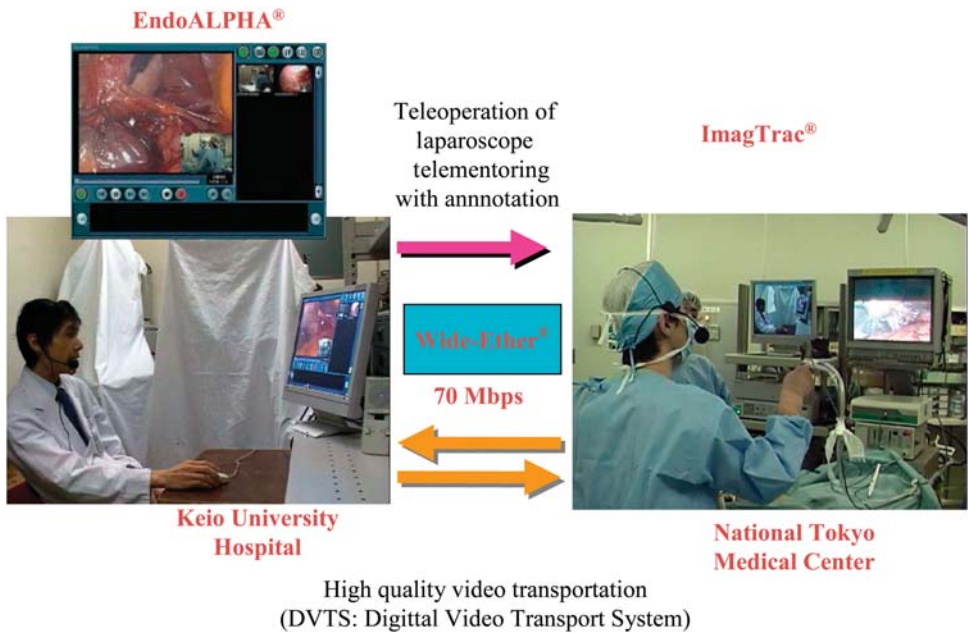 EndoALPHA®
Teleoperation of
laparoscope
telementoring
with annnotation
ImagTrac®
Wide-Ether®
70 Mbps
Keio University
Hospital
National Tokyo
Medical Center
High quality video transportation
(DVTS: Digittal Video Transport System)